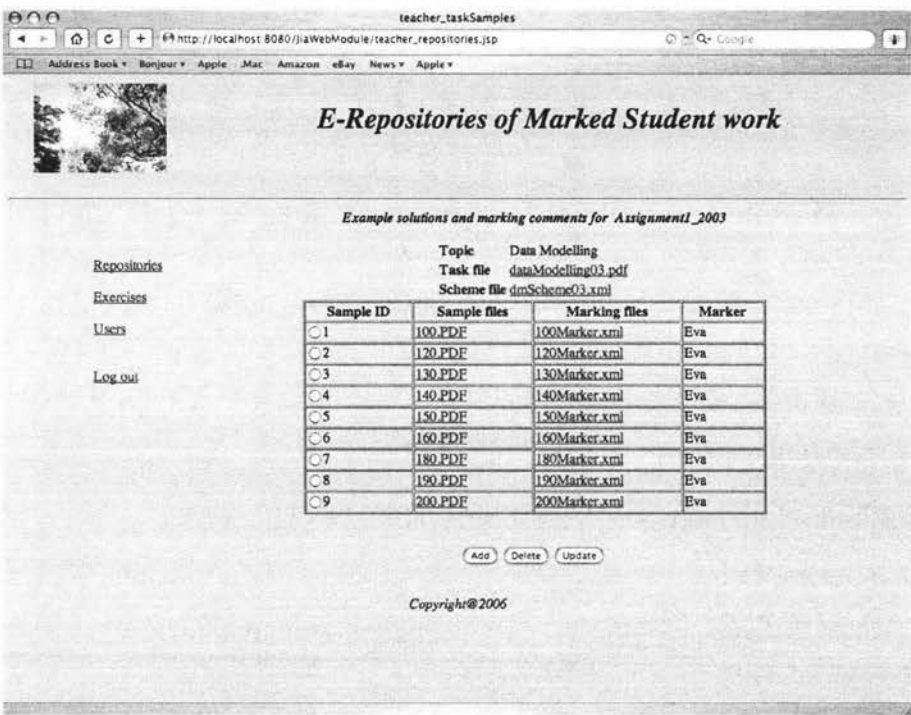 teacher_taskSamples
http://localhost:8080/JiaWebModule/teacher_repositories.jsp Google
Address Book Bonjour Apple .Mac Amazon eBay News Apple
E-Repositories of Marked Student work
Example solutions and marking comments for Assignment1_2003
Repositories
Exercises
Users
Log out
Topic Data Modelling
Task file dataModelling03.pdf
Scheme file dmScheme03.xml
Sample ID Sample files Marking files Marker
1 100.PDF 100Marker.xml Eva
2 120.PDF 120Marker.xml Eva
3 130.PDF 130Marker.xml Eva
4 140.PDF 140Marker.xml Eva
5 150.PDF 150Marker.xml Eva
6 160.PDF 160Marker.xml Eva
7 180.PDF 180Marker.xml Eva
8 190.PDF 190Marker.xml Eva
9 200.PDF 200Marker.xml Eva
Add Delete Update
Copyright@2006